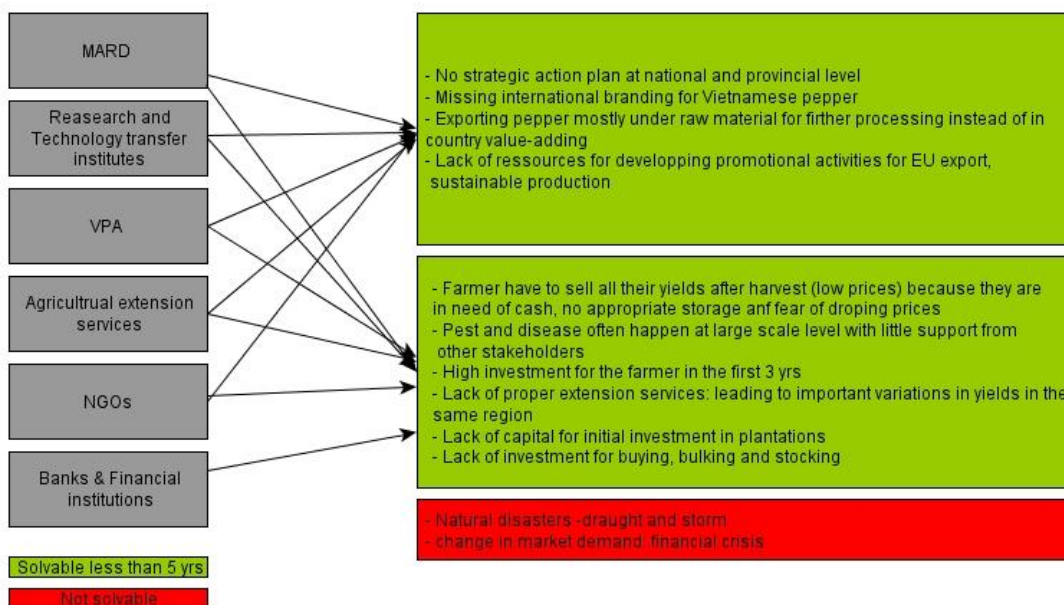 MARD
Reasearch and
Technology transfer
institutes
VPA
Agricultrual extension
services
NGOs
Banks & Financial
institutions
Solvable less than 5 yrs
Not solvable
- No strategic action plan at national and provincial level
- Missing international branding for Vietnamese pepper
- Exporting pepper mostly under raw material for firther processing instead of in
country value-adding
- Lack of ressources for developping promotional activities for EU export,
sustainable production
- Farmer have to sell all their yields after harvest (low prices) because they are
in need of cash, no appropriate storage anf fear of droping prices
- Pest and disease often happen at large scale level with little support from
other stakeholders
- High investment for the farmer in the first 3 yrs
- Lack of proper extension services: leading to important variations in yields in the
same region
- Lack of capital for initial investment in plantations
- Lack of investment for buying, bulking and stocking
- Natural disasters -draught and storm
- change in market demand: financial crisis